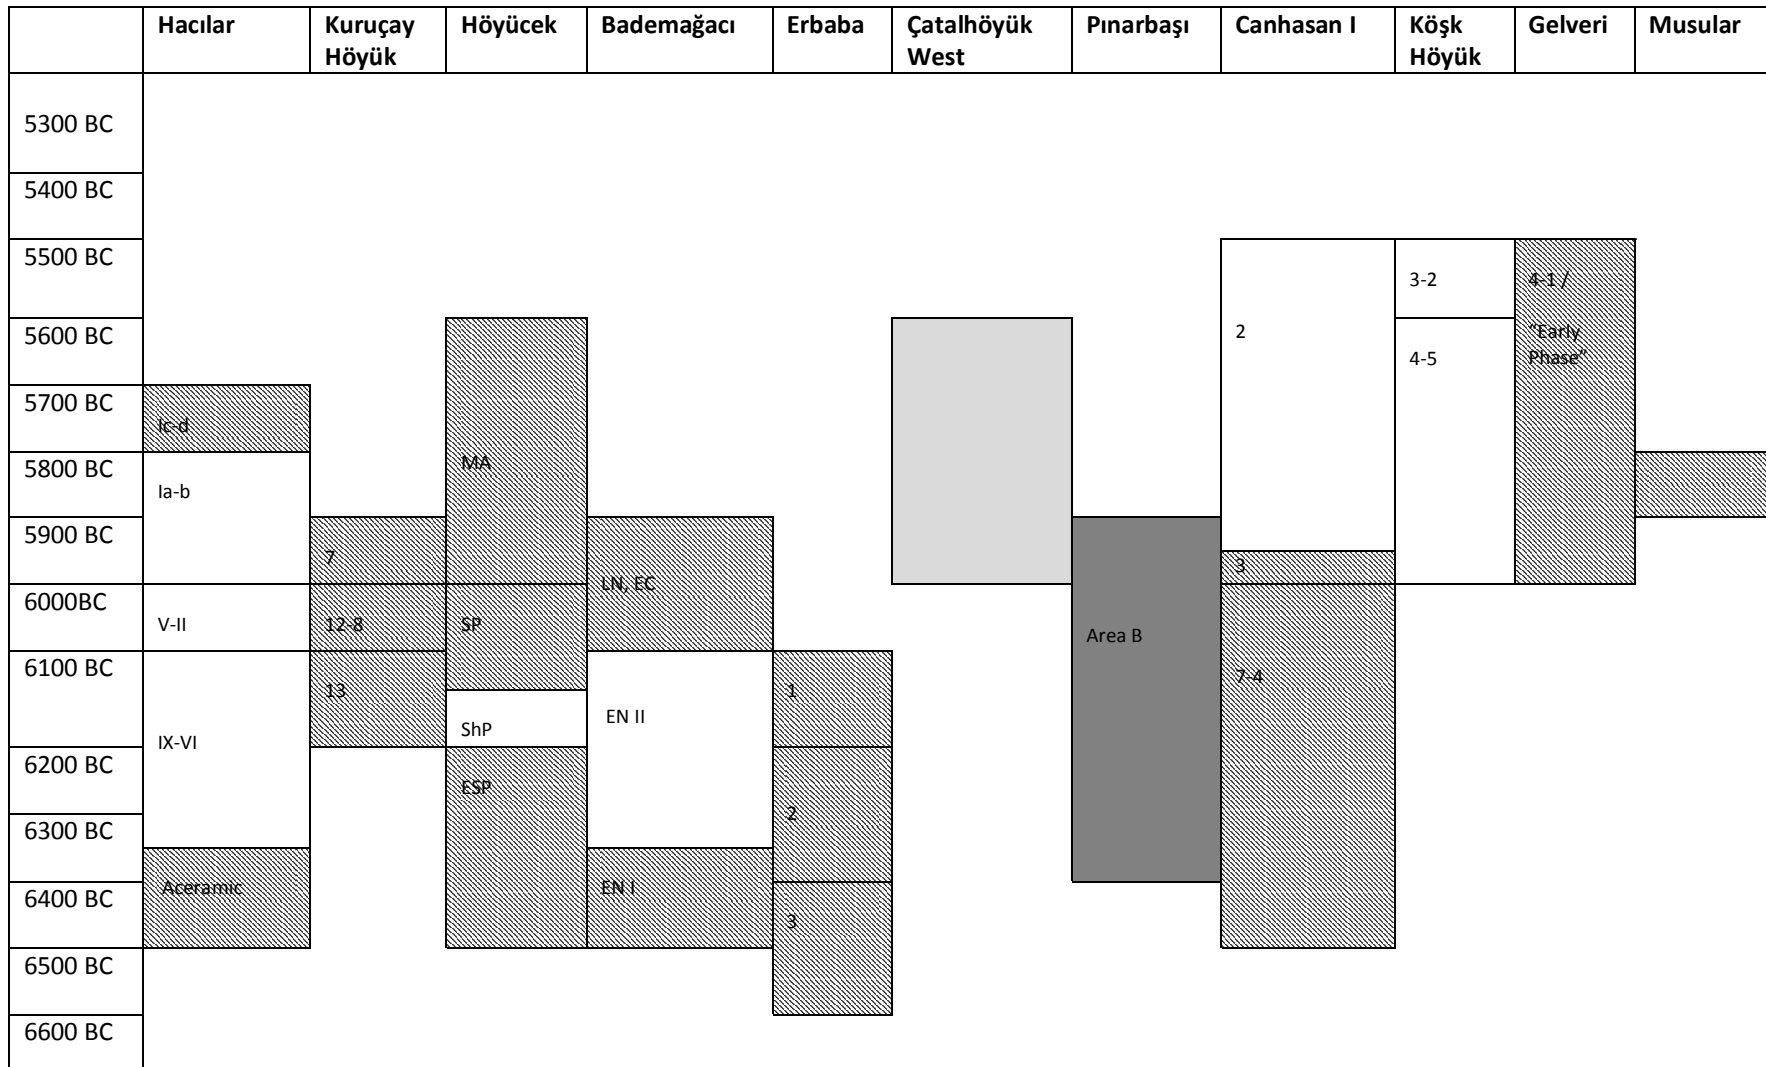 Hacılar Kuruçay Höyücek Bademağacı Erbaba Çatalhöyük Pınarbaşı Canhasan I Köşk Gelveri Musular
Höyük West Höyük
5300 BC
5400 BC
5500 BC
3-2 4-1 /
5600 BC 2 "Early
4-5 Phase"
5700 BC
Ic-d
5800 BC MA
Ia-b
5900 BC
7 3
6000BC LN, EC
V-II 12-8 SP Area B
6100 BC
13 1 7-4
EN II
IX-VI ShP
6200 BC
ESP
2
6300 BC
Aceramic EN I
6400 BC
3
6500 BC
6600 BC